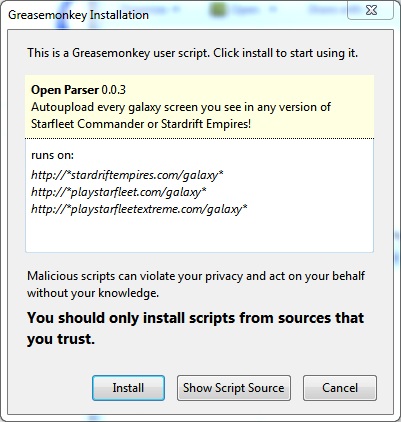 Greasemonkey Installation
Open
This is a Greasemonkey user script. Click install to start using it.
Open Parser 0.0.3
Autoupload every galaxy screen you see in any version of
Starfleet Commander or Stardrift Empires!
runs on:
http://*stardriftempires.com/galaxy*
http://*playstarfleet.com/galaxy*
http://*playstarfleetextreme.com/galaxy*
Malicious scripts can violate your privacy and act on your behalf
without your knowledge.
You should only install scripts from sources that
you trust.
Install Show Script Source Cancel